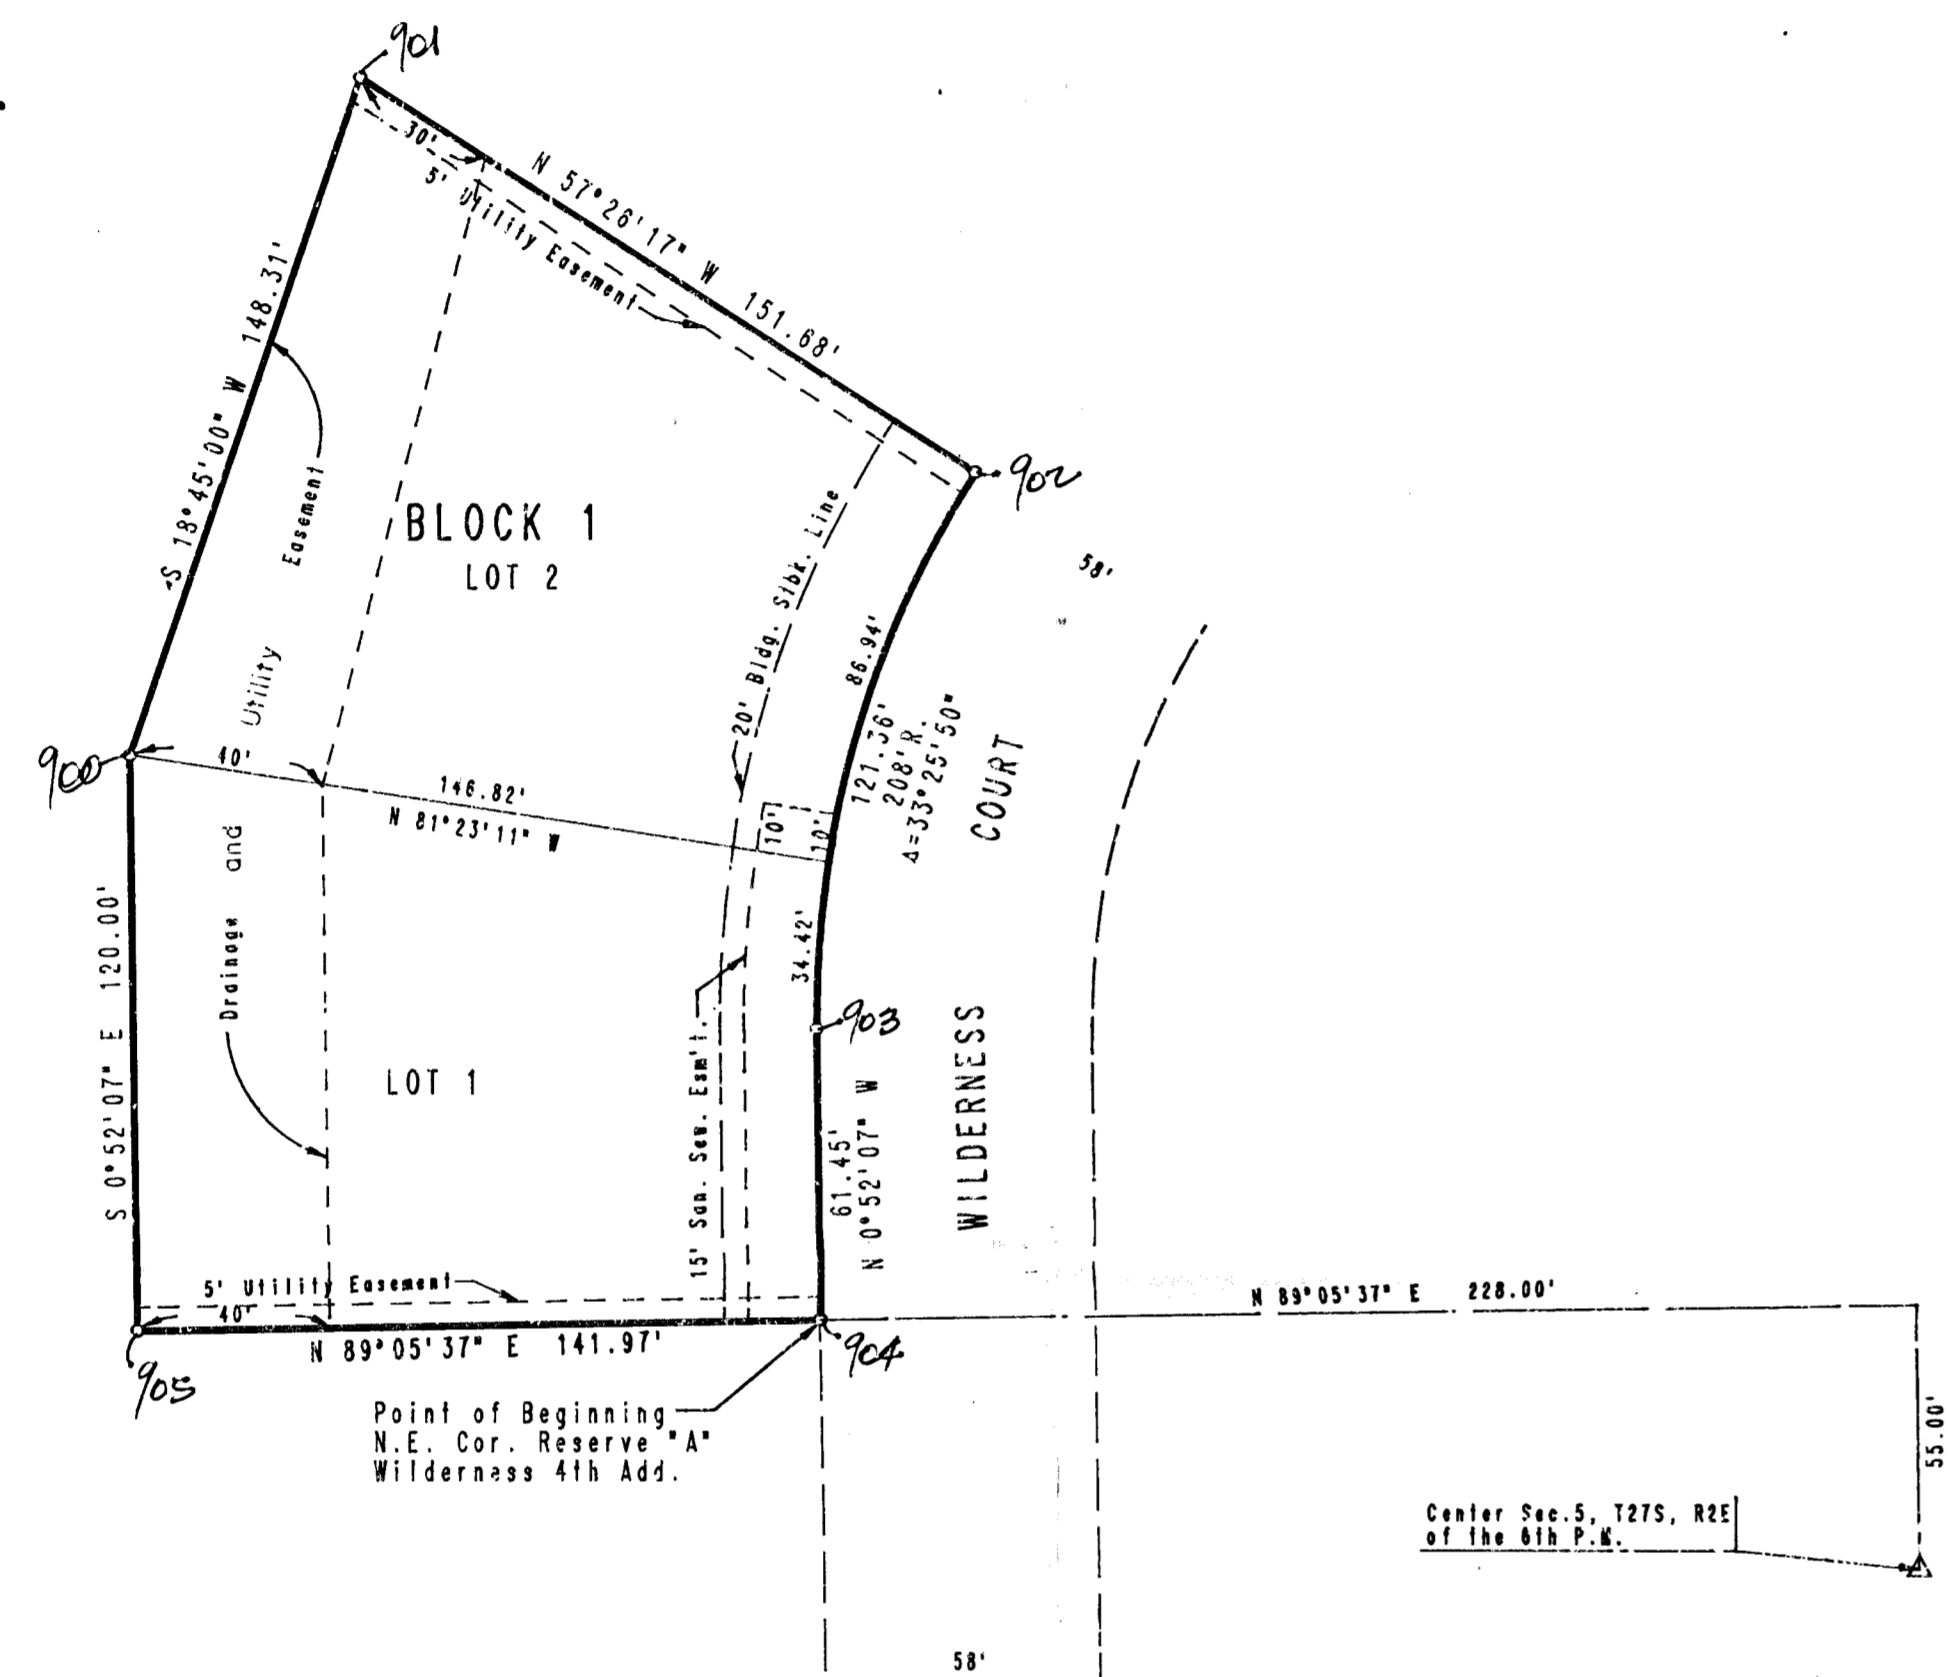 901
30'
5' Utility Easement
N 57°26'17" W 151.68'
S 18°45'00" W 148.31'
902
BLOCK 1
LOT 2
58'
20' Bldg. Stbk. Line
86.94'
121.36'
208' R.
Δ=33°25'50"
WILDERNESS COURT
900
40'
146.82'
N 81°23'11" W
10'
10'
Drainage and Utility Easement
34.42'
903
S 0°52'07" E 120.00'
LOT 1
15' San. Sew. Esm't.
61.45'
N 0°52'07" W
5' Utility Easement
40'
N 89°05'37" E 141.97'
N 89°05'37" E 228.00'
904
905
Point of Beginning
N.E. Cor. Reserve "A"
Wilderness 4th Add.
55.00'
Center Sec.5, T27S, R2E
of the 6th P.M.
58'